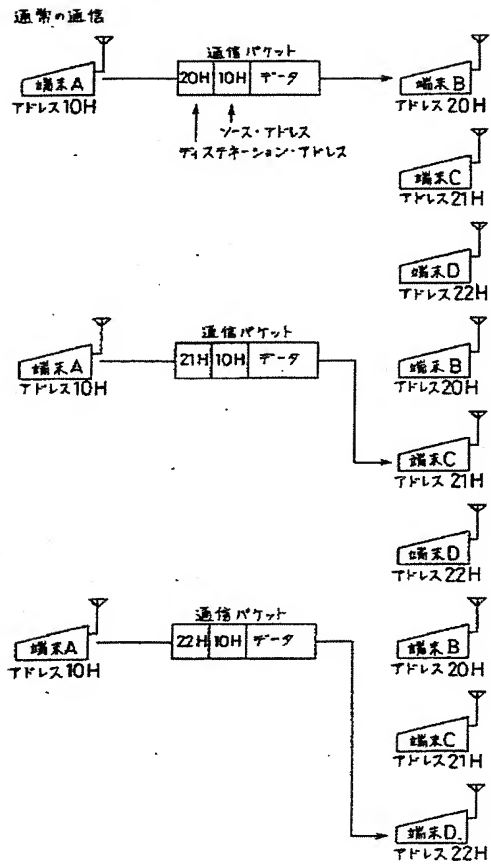 通常の通信
通信パケット
端末A
20H 10H データ
端末B
アドレス10H
アドレス20H
ソース・アドレス
ディスティネーション・アドレス
端末C
アドレス21H
端末D
アドレス22H
通信パケット
端末A
21H 10H データ
端末B
アドレス10H
アドレス20H
端末C
アドレス21H
端末D
アドレス22H
通信パケット
端末A
22H 10H データ
端末B
アドレス10H
アドレス20H
端末C
アドレス21H
端末D
アドレス22H